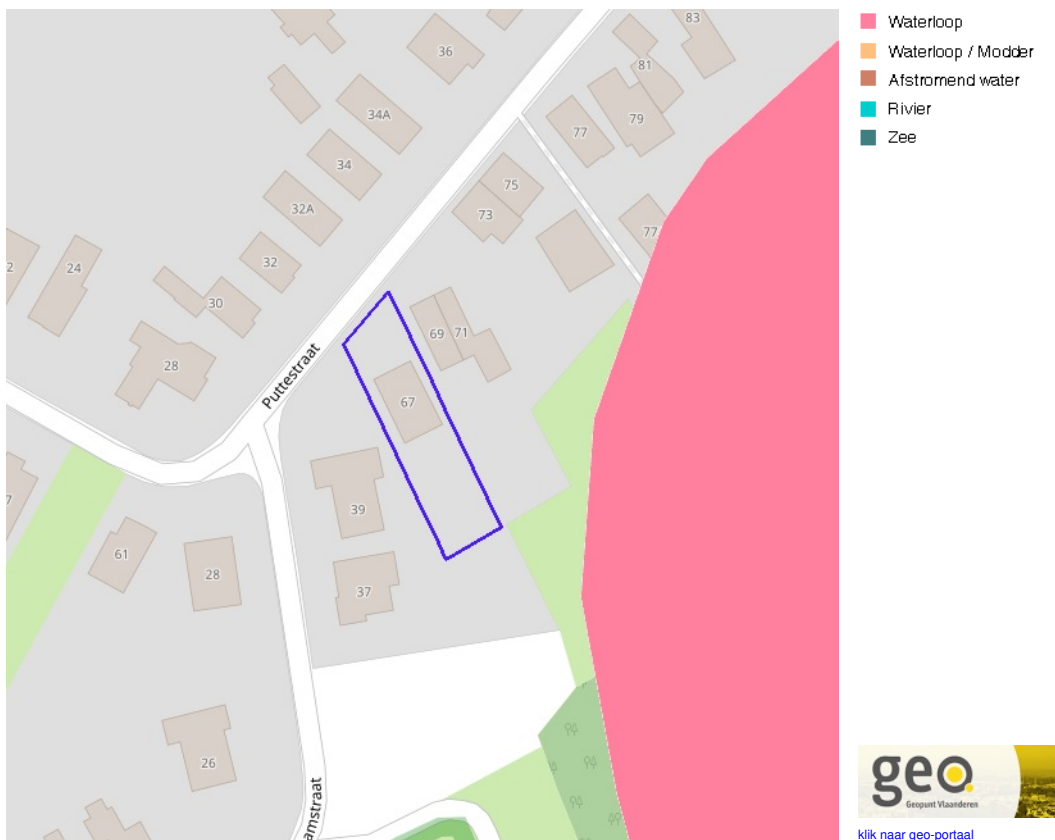 Waterloop
Waterloop / Modder
Afstromend water
Rivier
Zee
83
36
81
34A
79
77
34
75
32A
73
77
2
24
32
30
69
71
28
Puttestraat
67
7
39
61
28
37
26
amstraat
geo.
Geopunt Vlaanderen
klik naar geo-portaal